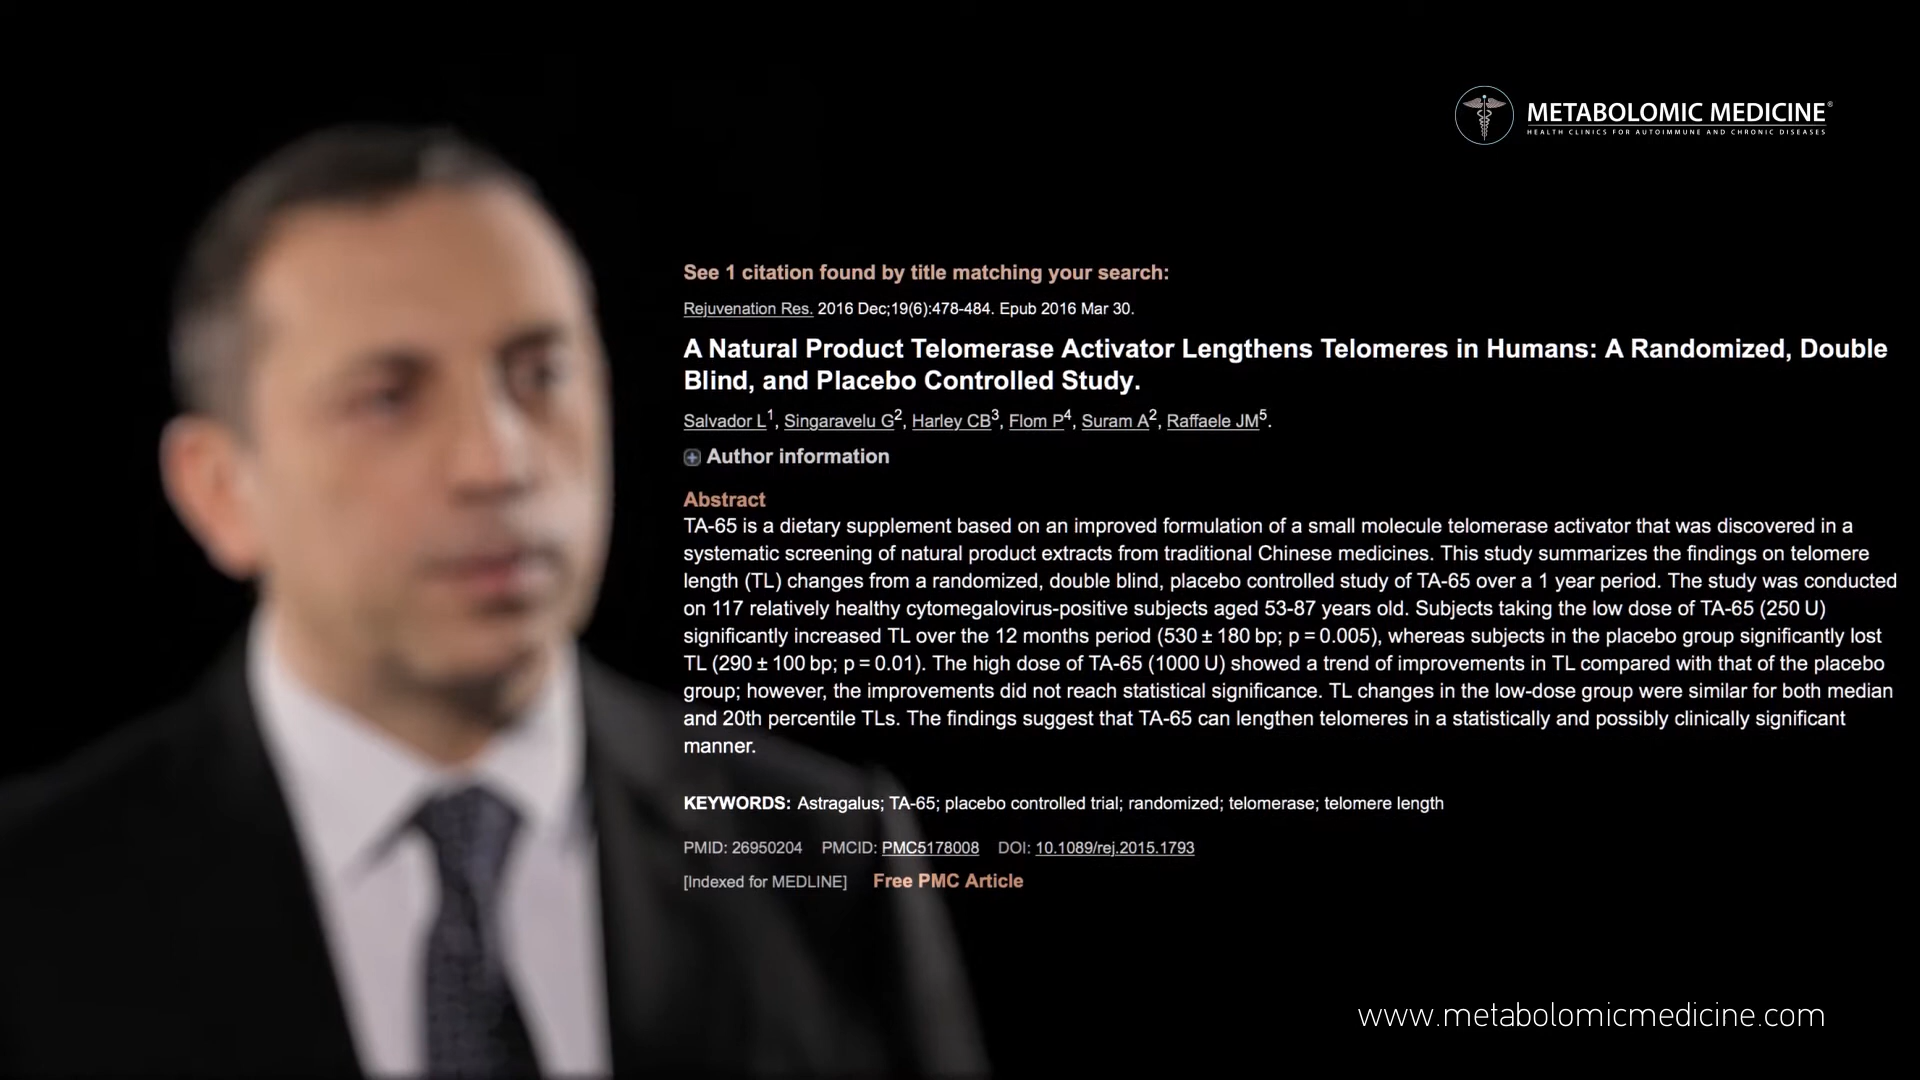 METABOLOMIC MEDICINE®
HEALTH CLINICS FOR AUTOIMMUNE AND CHRONIC DISEASES
See 1 citation found by title matching your search:
Rejuvenation Res. 2016 Dec;19(6):478-484. Epub 2016 Mar 30.
A Natural Product Telomerase Activator Lengthens Telomeres in Humans: A Randomized, Double
Blind, and Placebo Controlled Study.
Salvador L1, Singaravelu G2, Harley CB3, Flom P4, Suram A2, Raffaele JM5.
Author information
Abstract
TA-65 is a dietary supplement based on an improved formulation of a small molecule telomerase activator that was discovered in a
systematic screening of natural product extracts from traditional Chinese medicines. This study summarizes the findings on telomere
length (TL) changes from a randomized, double blind, placebo controlled study of TA-65 over a 1 year period. The study was conducted
on 117 relatively healthy cytomegalovirus-positive subjects aged 53-87 years old. Subjects taking the low dose of TA-65 (250 U)
significantly increased TL over the 12 months period (530 ± 180 bp; p = 0.005), whereas subjects in the placebo group significantly lost
TL (290 ± 100 bp; p = 0.01). The high dose of TA-65 (1000 U) showed a trend of improvements in TL compared with that of the placebo
group; however, the improvements did not reach statistical significance. TL changes in the low-dose group were similar for both median
and 20th percentile TLs. The findings suggest that TA-65 can lengthen telomeres in a statistically and possibly clinically significant
manner.
KEYWORDS: Astragalus; TA-65; placebo controlled trial; randomized; telomerase; telomere length
PMID: 26950204 PMCID: PMC5178008 DOI: 10.1089/rej.2015.1793
[Indexed for MEDLINE] Free PMC Article
www.metabolomicmedicine.com